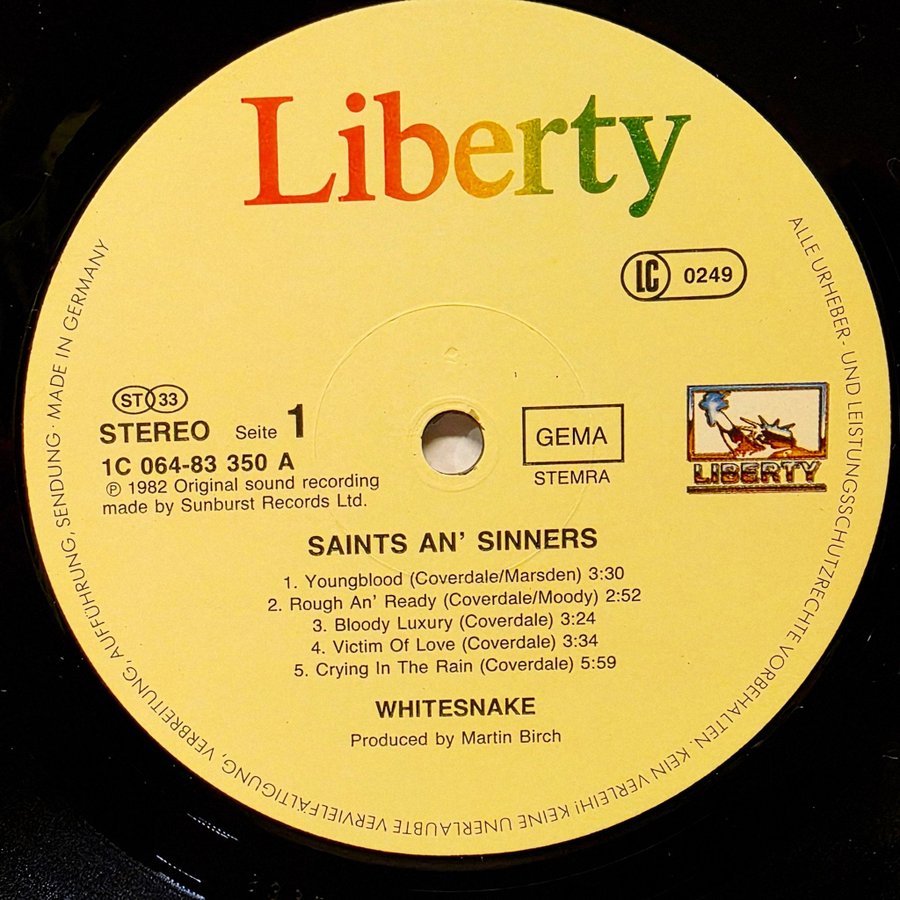 Liberty
LC 0249
ST 33
STEREO Seite 1
1C 064-83 350 A
℗ 1982 Original sound recording
made by Sunburst Records Ltd.
GEMA
STEMRA
LIBERTY
SAINTS AN' SINNERS
1. Youngblood (Coverdale/Marsden) 3:30
2. Rough An' Ready (Coverdale/Moody) 2:52
3. Bloody Luxury (Coverdale) 3:24
4. Victim Of Love (Coverdale) 3:34
5. Crying In The Rain (Coverdale) 5:59
WHITESNAKE
Produced by Martin Birch
ALLE URHEBER- UND LEISTUNGSSCHUTZRECHTE VORBEHALTEN. KEIN VERLEIH! KEINE UNERLAUBTE VERVIELFÄLTIGUNG, VERBREITUNG, AUFFÜHRUNG, SENDUNG · MADE IN GERMANY